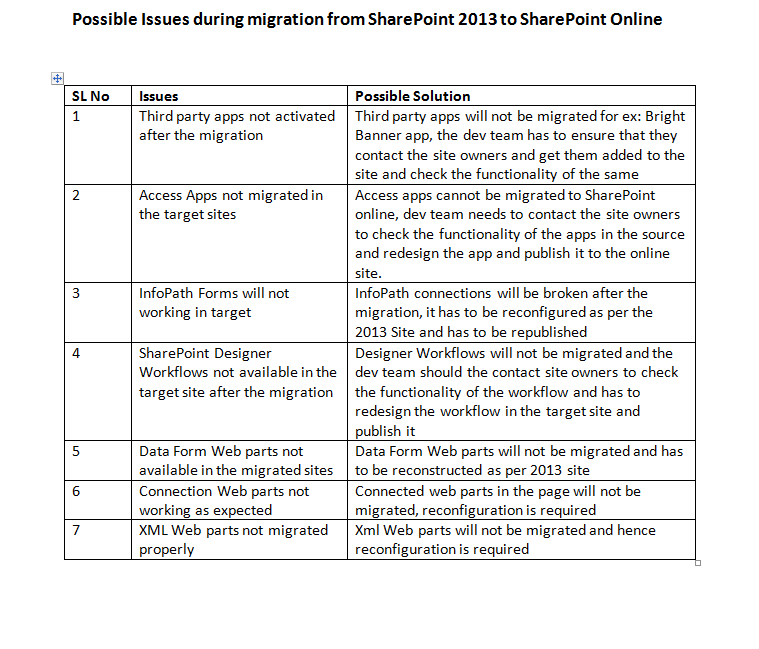 Possible Issues during migration from SharePoint 2013 to SharePoint Online
SL No Issues Possible Solution
1 Third party apps not activated after the migration
Third party apps will not be migrated for ex: Bright
Banner app, the dev team has to ensure that they
contact the site owners and get them added to the
site and check the functionality of the same
2 Access Apps not migrated in
the target sites
Access apps cannot be migrated to SharePoint
online, dev team needs to contact the site owners
to check the functionality of the apps in the source
and redesign the app and publish it to the online
site.
3 InfoPath Forms will not
working in target
InfoPath connections will be broken after the
migration, it has to be reconfigured as per the
2013 Site and has to be republished
4 SharePoint Designer
Workflows not available in the
target site after the migration
Designer Workflows will not be migrated and the
dev team should the contact site owners to check
the functionality of the workflow and has to
redesign the workflow in the target site and
publish it
5 Data Form Web parts not
available in the migrated sites
Data Form Web parts will not be migrated and has
to be reconstructed as per 2013 site
6 Connection Web parts not
working as expected
Connected web parts in the page will not be
migrated, reconfiguration is required
7 XML Web parts not migrated
properly
Xml Web parts will not be migrated and hence
reconfiguration is required